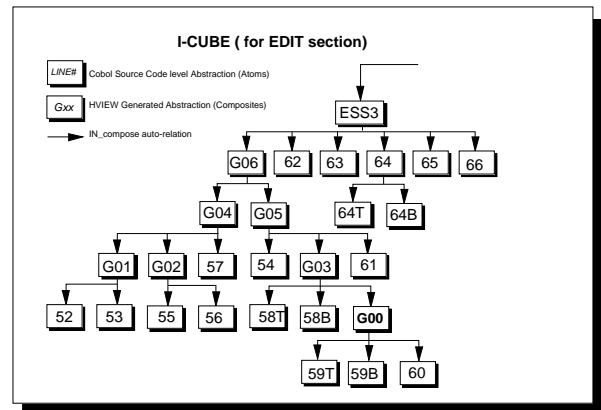 I-CUBE ( for EDIT section)
LINE# Cobol Source Code level Abstraction (Atoms)
Gxx HVIEW Generated Abstraction (Composites)
IN_compose auto-relation
ESS3
G06 62 63 64 65 66
G04 G05 64T 64B
G01 G02 57 54 G03 61
52 53 55 56 58T 58B G00
59T 59B 60